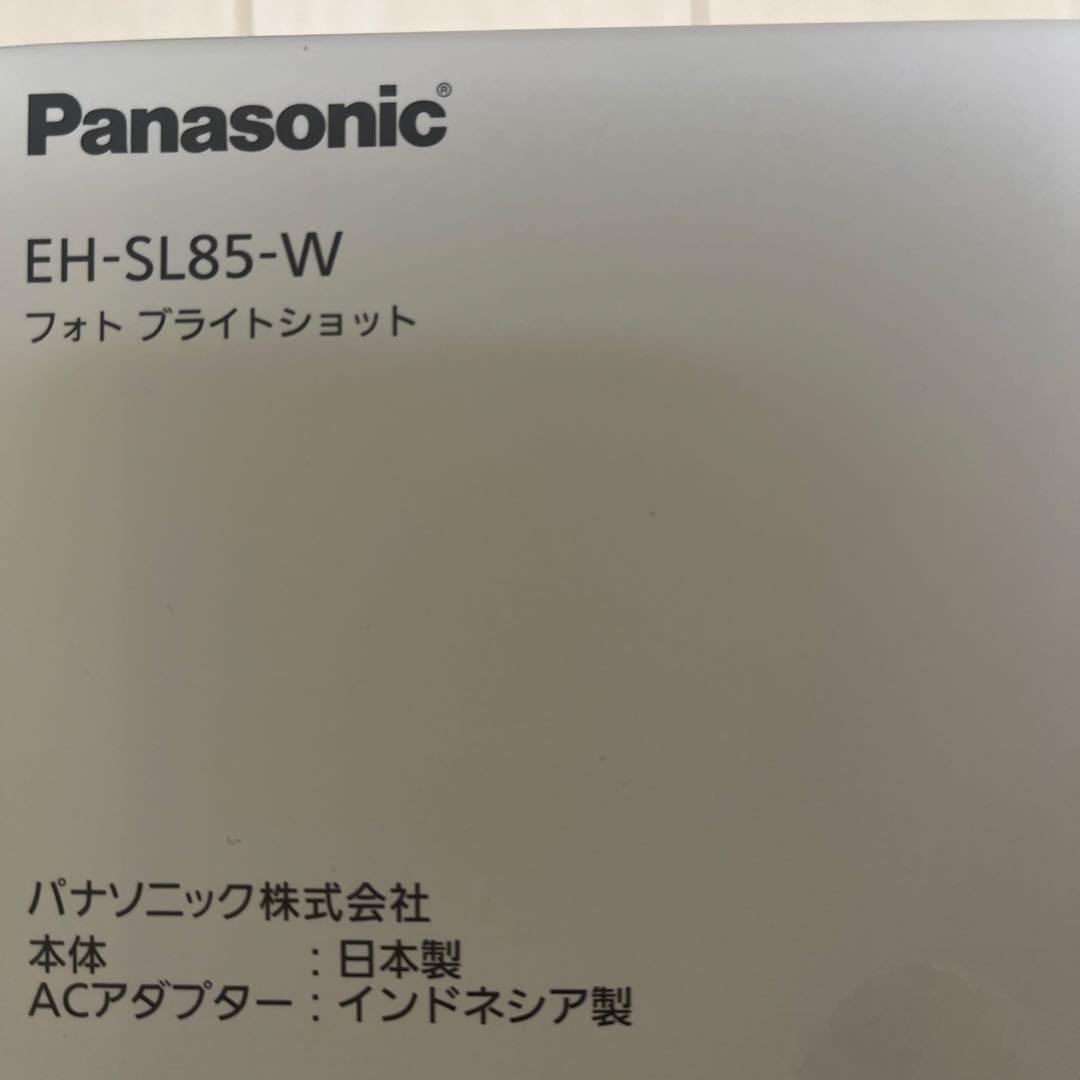 Panasonic®
EH-SL85-W
フォト ブライトショット
パナソニック株式会社
本体 : 日本製
ACアダプター : インドネシア製